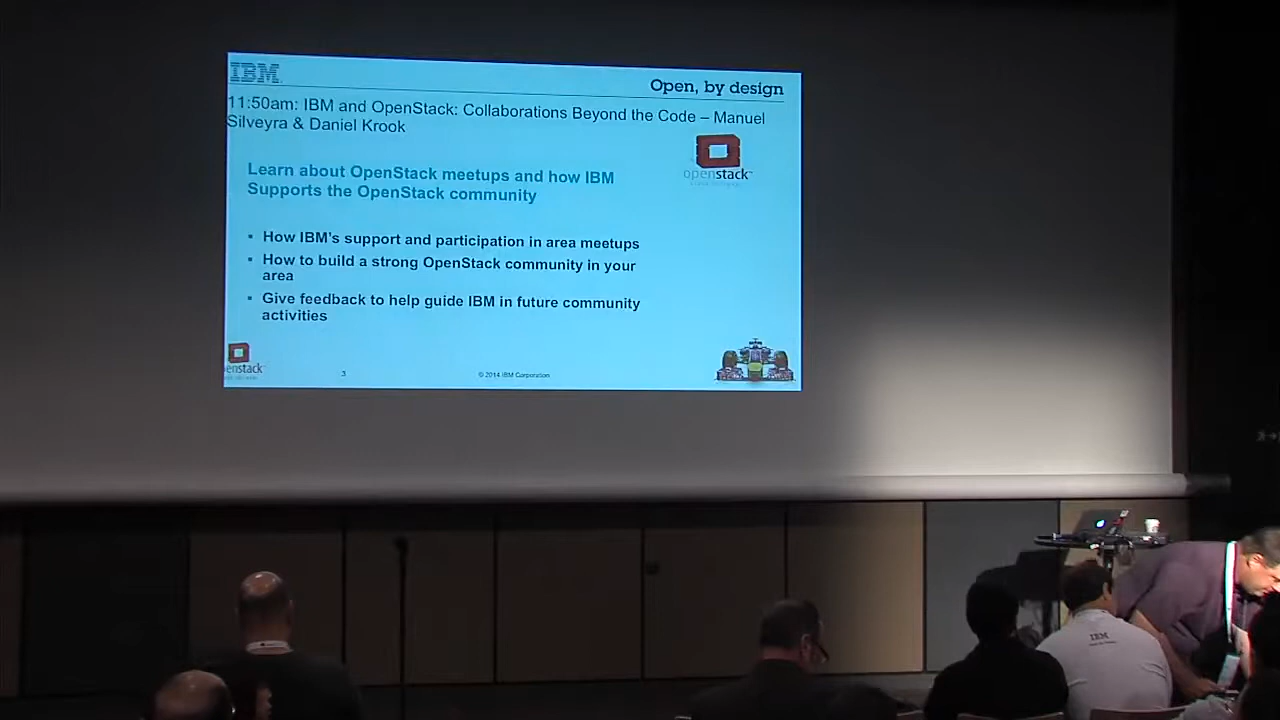 IBM
Open, by design
11:50am: IBM and OpenStack: Collaborations Beyond the Code – Manuel
Silveyra & Daniel Krook
openstack
Learn about OpenStack meetups and how IBM
Supports the OpenStack community
▪ How IBM's support and participation in area meetups
▪ How to build a strong OpenStack community in your
area
▪ Give feedback to help guide IBM in future community
activities
enstack
3
© 2014 IBM Corporation
IBM